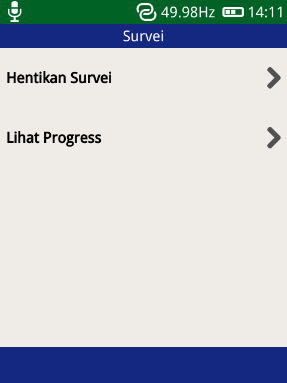 49.98Hz 14:11
Survei
Hentikan Survei
Lihat Progress